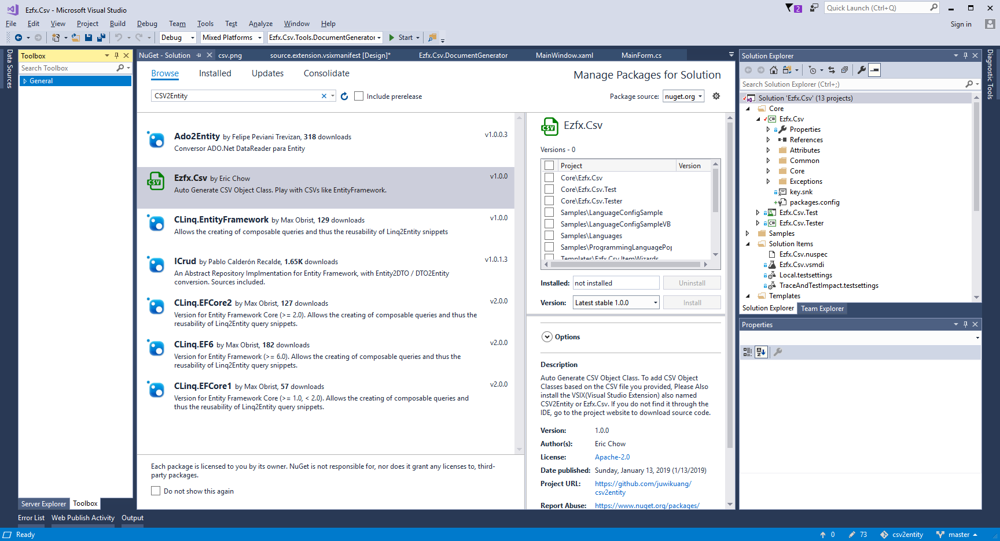 Ezfx.Csv - Microsoft Visual Studio
2
Quick Launch (Ctrl+Q)
File Edit View Project Build Debug Team Tools Test Analyze Window Help
Sign in
Debug Mixed Platforms Ezfx.Csv.Tools.DocumentGenerator Start
Data Sources
Toolbox
Search Toolbox
General
Server Explorer Toolbox
NuGet - Solution csv.png source.extension.vsixmanifest [Design]* Ezfx.Csv.DocumentGenerator MainWindow.xaml MainForm.cs
Browse Installed Updates Consolidate
Manage Packages for Solution
CSV2Entity
Include prerelease
Package source: nuget.org
Ado2Entity by Felipe Peviani Trevizan, 318 downloads v1.0.0.3
Conversor ADO.Net DataReader para Entity
CSV
Ezfx.Csv by Eric Chow v1.0.0
Auto Generate CSV Object Class. Play with CSVs like EntityFramework.
CLinq.EntityFramework by Max Obrist, 129 downloads v1.0.0
Allows the creating of composable queries and thus the reusability of Linq2Entity snippets
ICrud by Pablo Calderón Recalde, 1.65K downloads v1.0.1.3
An Abstract Repository Implmentation for Entity Framework, with Entity2DTO / DTO2Entity
conversion. Sources included.
CLinq.EFCore2 by Max Obrist, 127 downloads v2.0.0
Version for Entity Framework Core (>= 2.0). Allows the creating of composable queries and thus the
reusability of Linq2Entity query snippets.
CLinq.EF6 by Max Obrist, 182 downloads v2.0.0
Version for Entity Framework (>= 6.0). Allows the creating of composable queries and thus the
reusability of Linq2Entity query snippets.
CLinq.EFCore1 by Max Obrist, 57 downloads v2.0.0
Version for Entity Framework Core (>= 1.0, < 2.0). Allows the creating of composable queries and
thus the reusability of Linq2Entity query snippets.
Each package is licensed to you by its owner. NuGet is not responsible for, nor does it grant any licenses to, third-
party packages.
Do not show this again
CSV
Ezfx.Csv
Versions - 0
Project Version
Core\Ezfx.Csv
Core\Ezfx.Csv.Test
Core\Ezfx.Csv.Tester
Samples\LanguageConfigSample
Samples\LanguageConfigSampleVB
Samples\Languages
Samples\ProgrammingLanguagePop
Templates\Ezfx.Csv.ItemWizards
Installed: not installed Uninstall
Version: Latest stable 1.0.0 Install
Options
Description
Auto Generate CSV Object Class. To add CSV Object
Classes based on the CSV file you provided, Please Also
install the VSIX(Visual Studio Extension) also named
CSV2Entity or Ezfx.Csv. If you do not find it through the
IDE, go to the project website to download source code.
Version: 1.0.0
Author(s): Eric Chow
License: Apache-2.0
Date published: Sunday, January 13, 2019 (1/13/2019)
Project URL: https://github.com/juwikuang/
csv2entity
Report Abuse: https://www.nuget.org/packages/
Solution Explorer
Search Solution Explorer (Ctrl+;)
Solution 'Ezfx.Csv' (13 projects)
Core
C# Ezfx.Csv
Properties
References
Attributes
Common
Core
Exceptions
key.snk
packages.config
Ezfx.Csv.Test
C# Ezfx.Csv.Tester
Samples
Solution Items
Ezfx.Csv.nuspec
Ezfx.Csv.vsmdi
Local.testsettings
TraceAndTestImpact.testsettings
Templates
Solution Explorer Team Explorer
Properties
Diagnostic Tools
Error List Web Publish Activity Output
Ready 0 73 csv2entity master